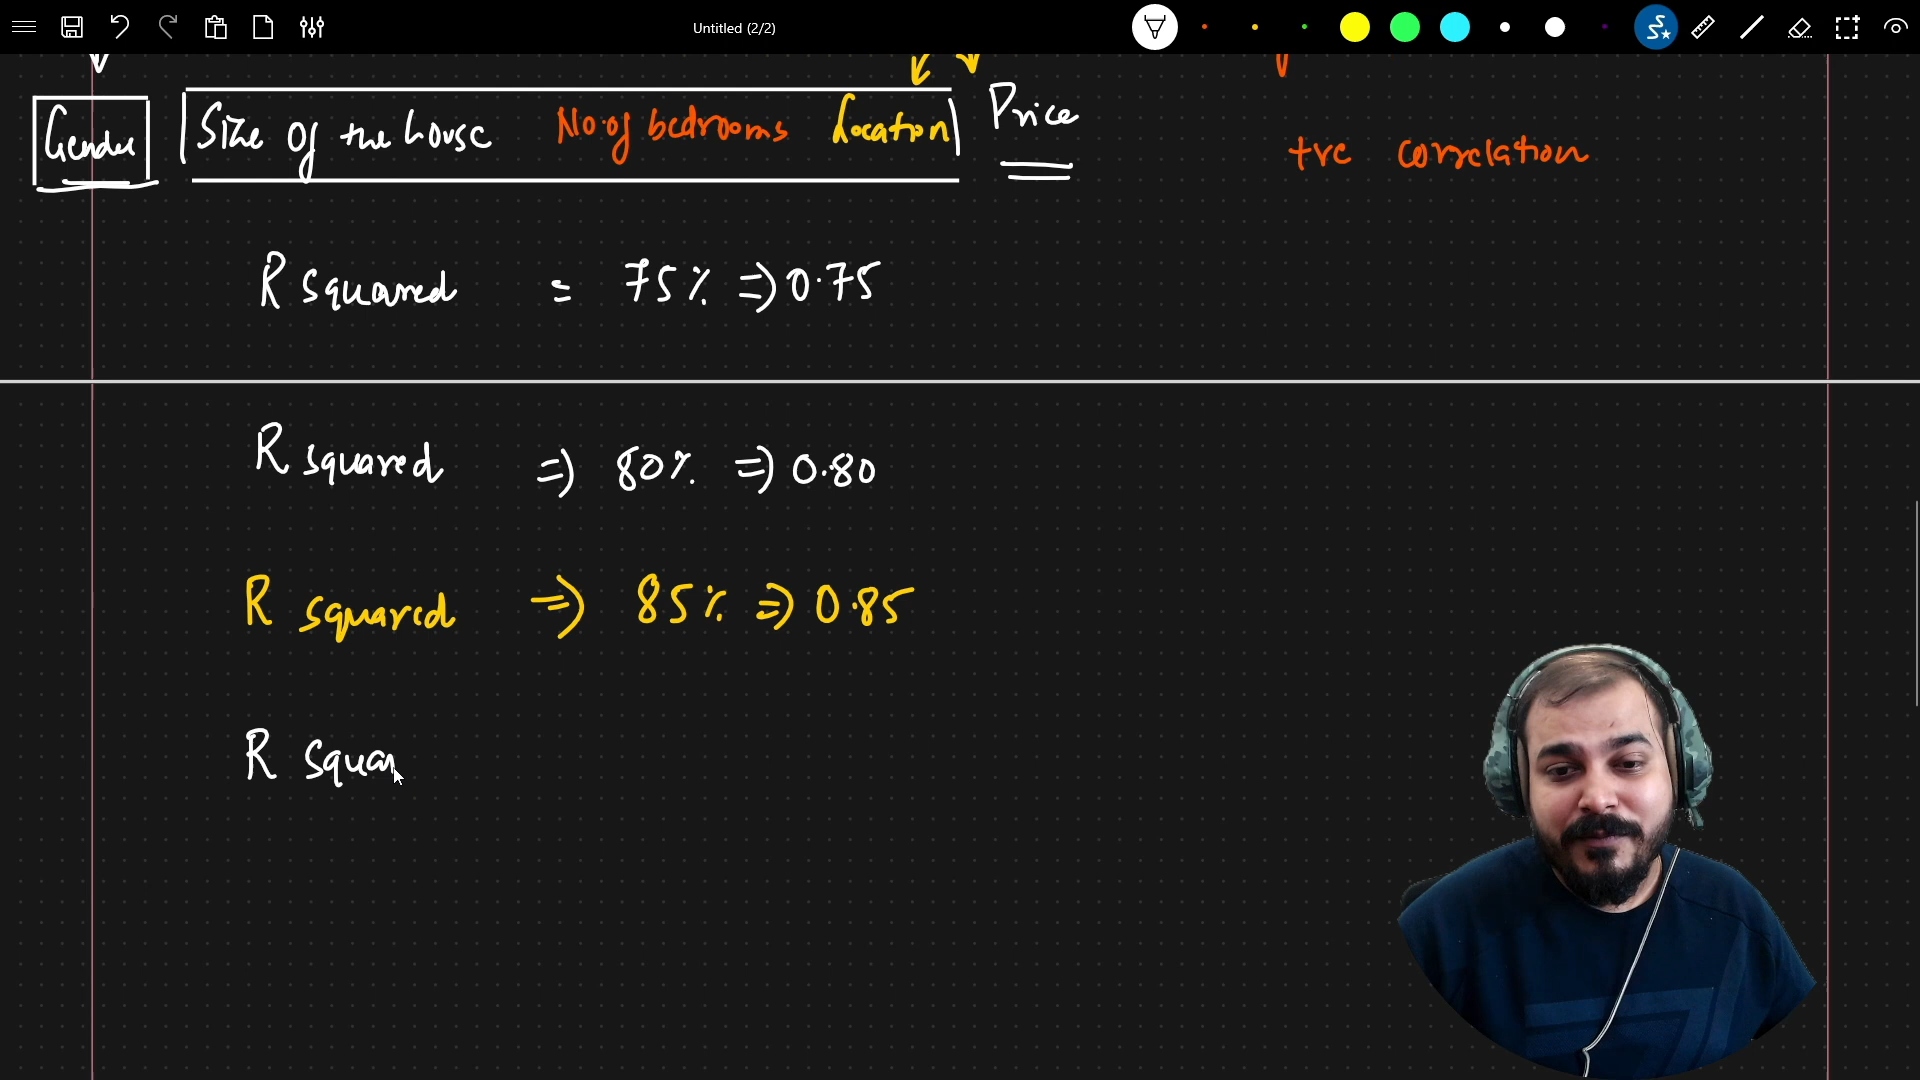 Untitled (2/2)
Gender Size of the house No. of bedrooms Location Price
+ve correlation
R squared = 75% => 0.75
R squared => 80% => 0.80
R squared => 85% => 0.85
R squar